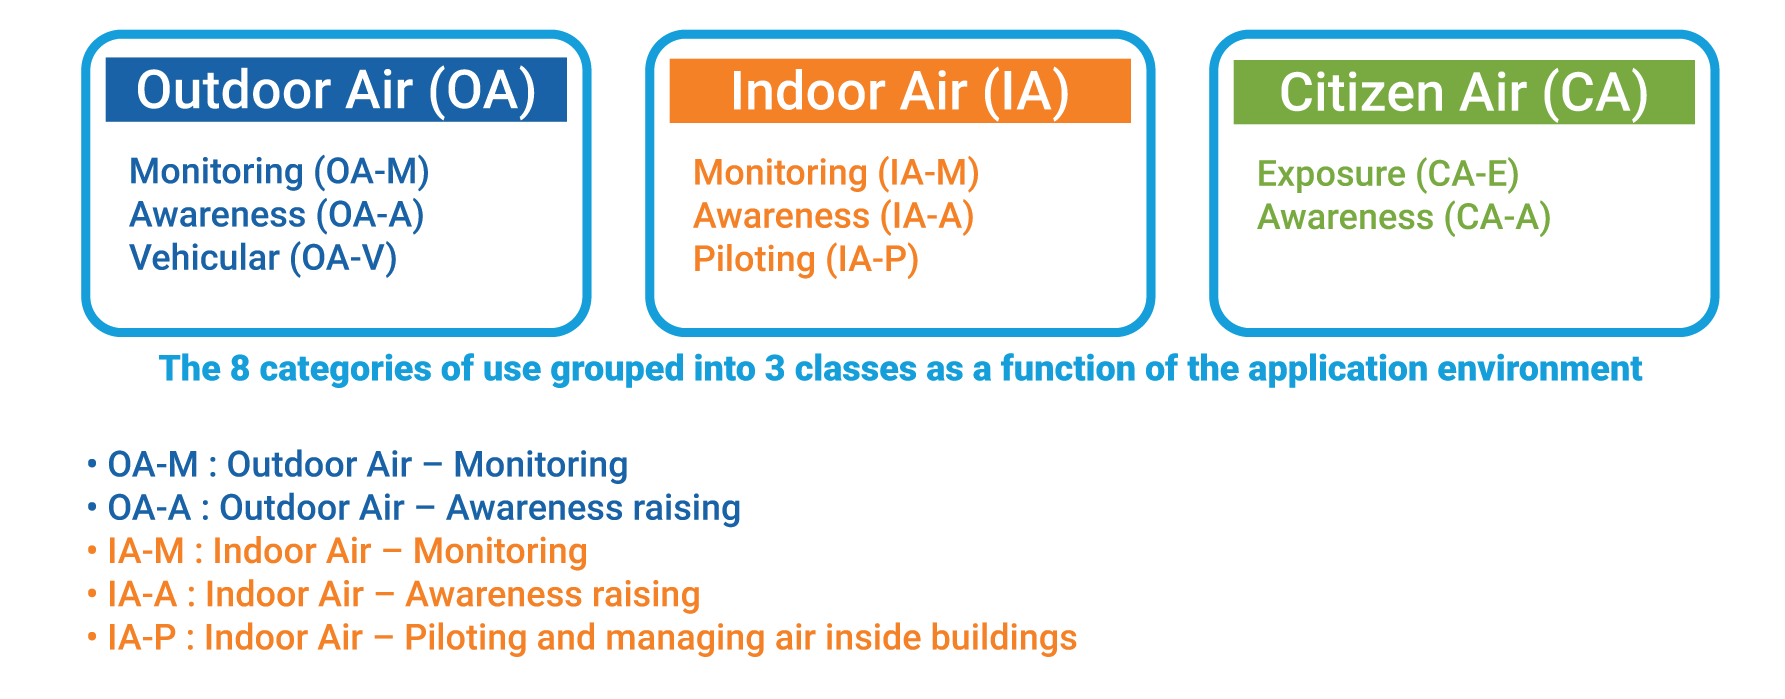 Outdoor Air (OA)
Monitoring (OA-M)
Awareness (OA-A)
Vehicular (OA-V)
Indoor Air (IA)
Monitoring (IA-M)
Awareness (IA-A)
Piloting (IA-P)
Citizen Air (CA)
Exposure (CA-E)
Awareness (CA-A)
The 8 categories of use grouped into 3 classes as a function of the application environment
• OA-M : Outdoor Air – Monitoring
• OA-A : Outdoor Air – Awareness raising
• IA-M : Indoor Air – Monitoring
• IA-A : Indoor Air – Awareness raising
• IA-P : Indoor Air – Piloting and managing air inside buildings